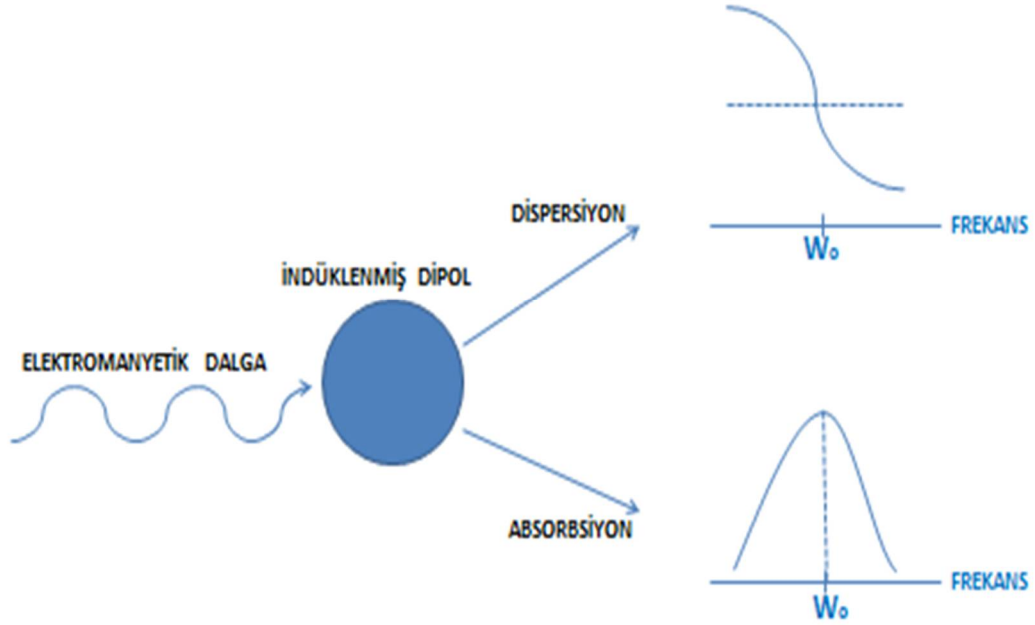 DİSPERSİYON
FREKANS
W₀
İNDÜKLENMİŞ DİPOL
ELEKTROMANYETİK DALGA
ABSORBSİYON
FREKANS
W₀